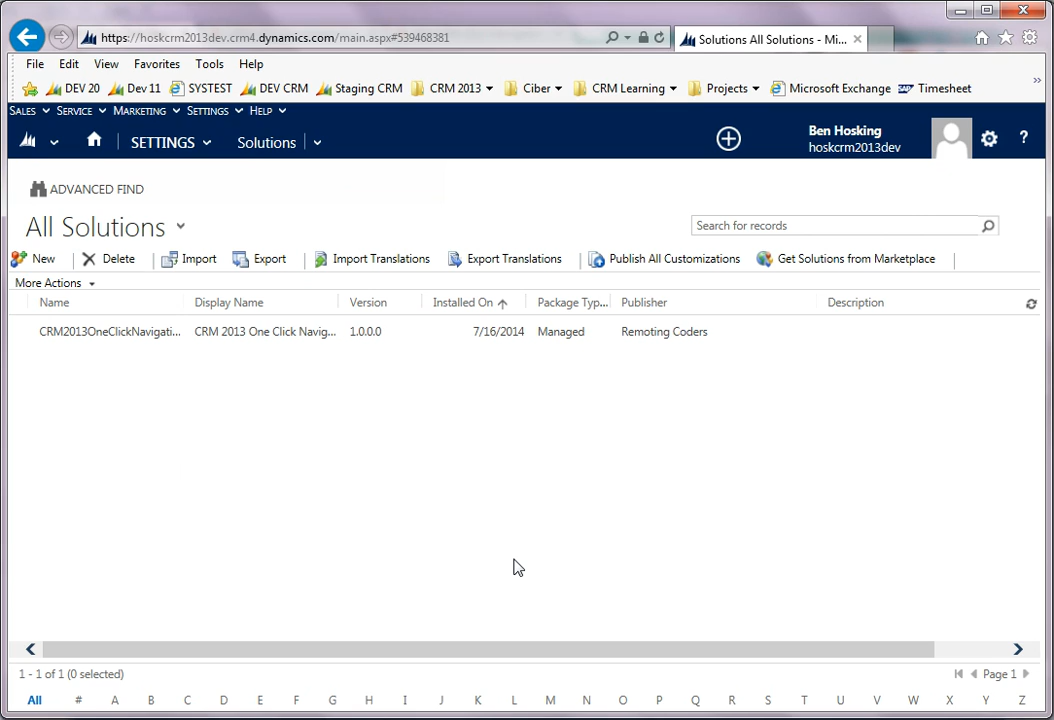 https://hoskcrm2013dev.crm4.dynamics.com/main.aspx#539468381
Solutions All Solutions - Mi...
File Edit View Favorites Tools Help
DEV 20 Dev 11 SYSTEST DEV CRM Staging CRM CRM 2013 Ciber CRM Learning Projects Microsoft Exchange SAP Timesheet
SALES SERVICE MARKETING SETTINGS HELP
SETTINGS Solutions
Ben Hosking
hoskcrm2013dev
?
ADVANCED FIND
All Solutions
Search for records
New Delete Import Export Import Translations Export Translations Publish All Customizations Get Solutions from Marketplace
More Actions
Name Display Name Version Installed On Package Typ... Publisher Description
CRM2013OneClickNavigati... CRM 2013 One Click Navig... 1.0.0.0 7/16/2014 Managed Remoting Coders
1 - 1 of 1 (0 selected)
Page 1
All # A B C D E F G H I J K L M N O P Q R S T U V W X Y Z